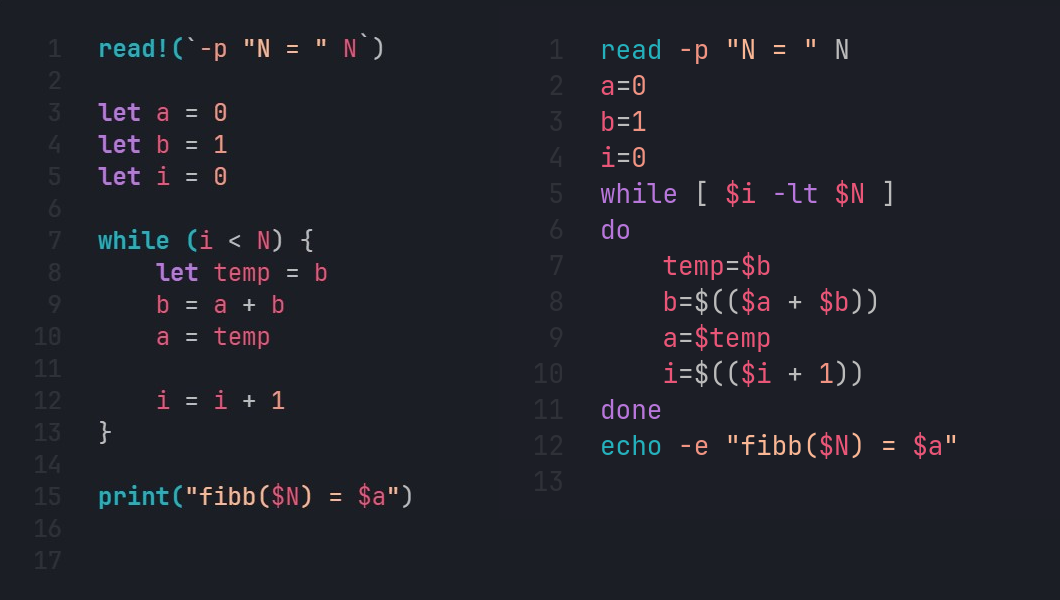 1 read!(`-p "N = " N`)
2
3 let a = 0
4 let b = 1
5 let i = 0
6
7 while (i < N) {
8     let temp = b
9     b = a + b
10     a = temp
11
12     i = i + 1
13 }
14
15 print("fibb($N) = $a")
16
17
1 read -p "N = " N
2 a=0
3 b=1
4 i=0
5 while [ $i -lt $N ]
6 do
7     temp=$b
8     b=$(($a + $b))
9     a=$temp
10     i=$(($i + 1))
11 done
12 echo -e "fibb($N) = $a"
13